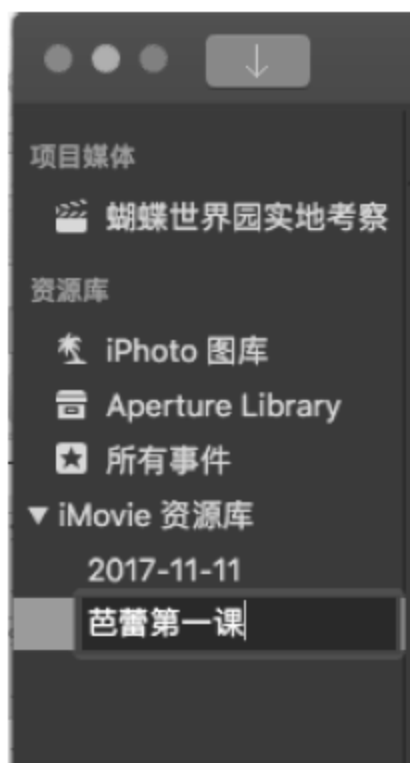 项目媒体
蝴蝶世界园实地考察
资源库
iPhoto 图库
Aperture Library
所有事件
iMovie 资源库
2017-11-11
芭蕾第一课